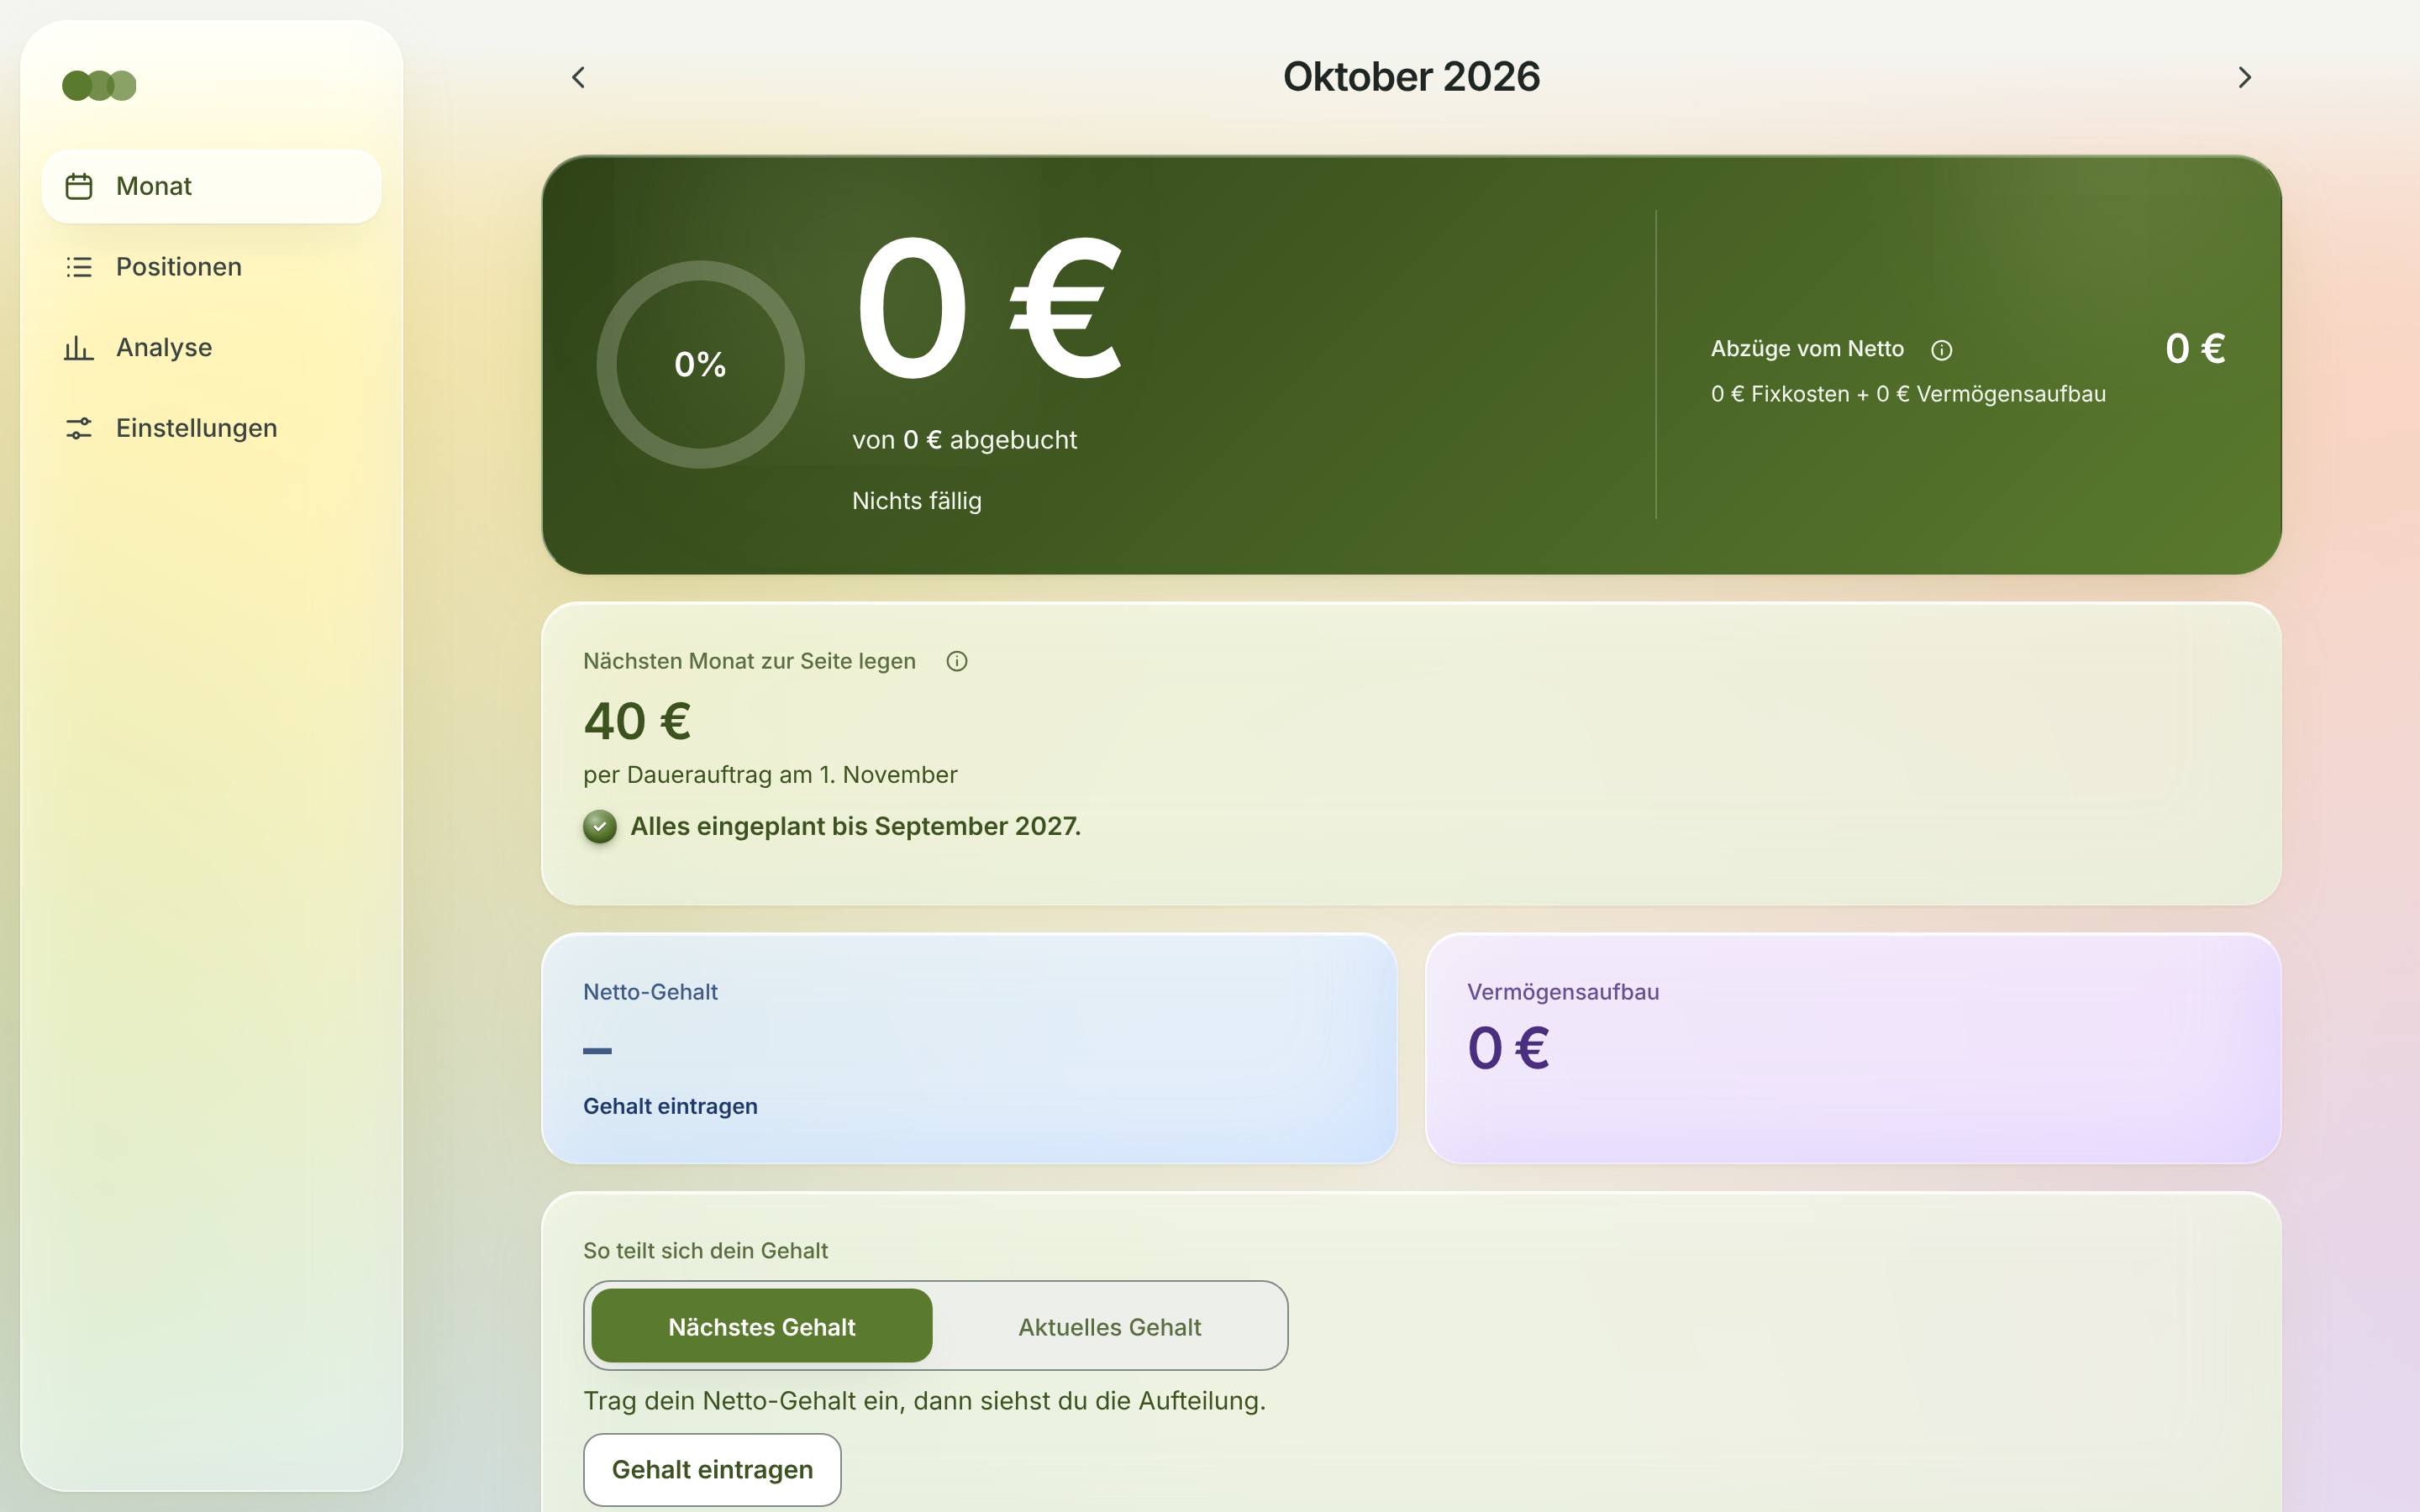 Monat
Positionen
Analyse
Einstellungen
Oktober 2026
0%
0 €
von 0 € abgebucht
Nichts fällig
Abzüge vom Netto
0 €
0 € Fixkosten + 0 € Vermögensaufbau
Nächsten Monat zur Seite legen
40 €
per Dauerauftrag am 1. November
Alles eingeplant bis September 2027.
Netto-Gehalt
–
Gehalt eintragen
Vermögensaufbau
0 €
So teilt sich dein Gehalt
Nächstes Gehalt
Aktuelles Gehalt
Trag dein Netto-Gehalt ein, dann siehst du die Aufteilung.
Gehalt eintragen